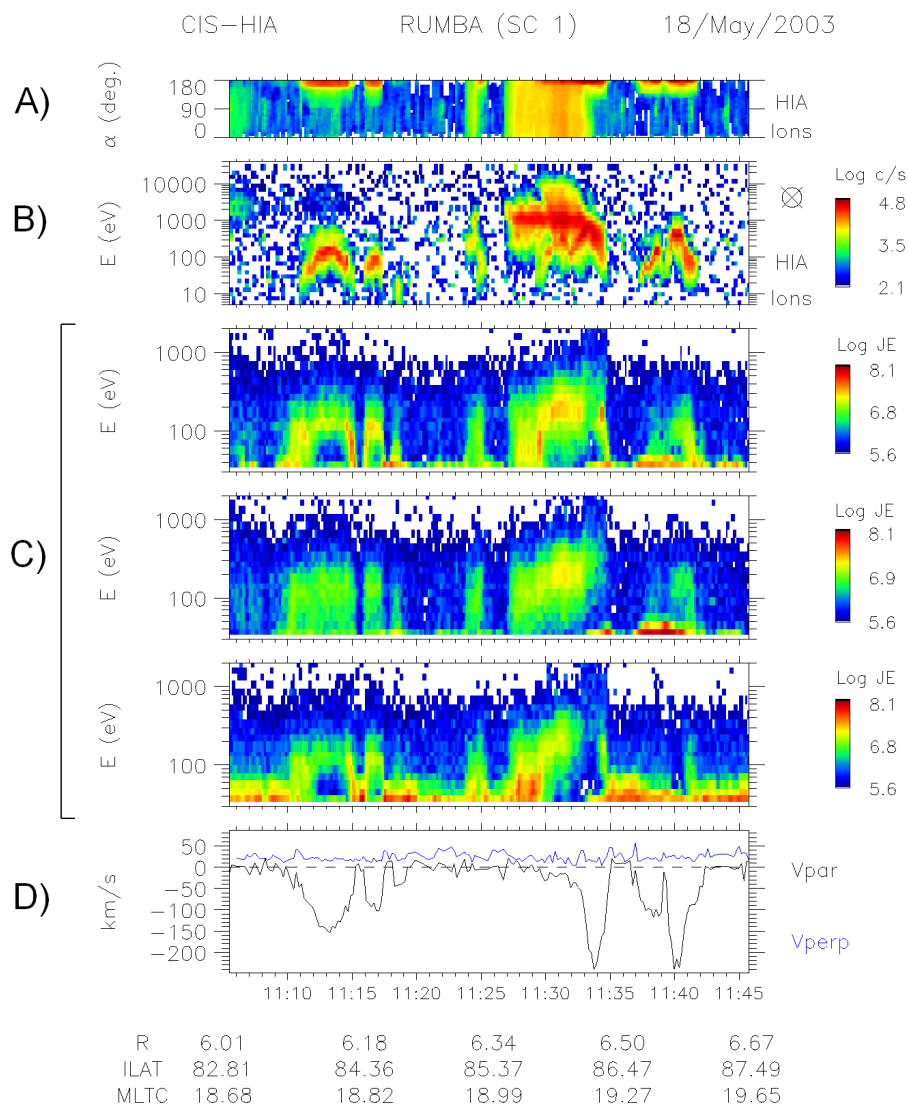 CIS-HIA RUMBA (SC 1) 18/May/2003
A)
α (deg.)
180
90
0
HIA
Ions
B)
E (eV)
10000
1000
100
10
HIA
Ions
Log c/s
4.8
3.5
2.1
C)
E (eV)
1000
100
Log JE
8.1
6.8
5.6
E (eV)
1000
100
Log JE
8.1
6.9
5.6
E (eV)
1000
100
Log JE
8.1
6.8
5.6
D)
km/s
50
0
-50
-100
-150
-200
Vpar
Vperp
11:10 11:15 11:20 11:25 11:30 11:35 11:40 11:45
R 6.01 6.18 6.34 6.50 6.67
ILAT 82.81 84.36 85.37 86.47 87.49
MLTC 18.68 18.82 18.99 19.27 19.65